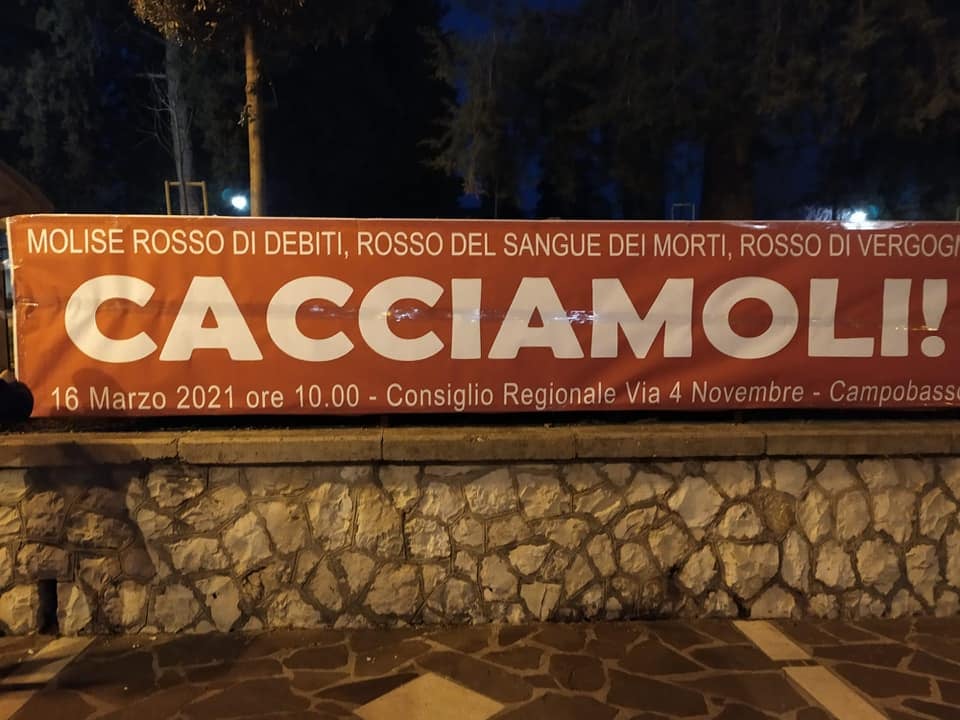 MOLISE ROSSO DI DEBITI, ROSSO DEL SANGUE DEI MORTI, ROSSO DI
CACCIAMOLI!
16 Marzo 2021 ore 10.00 - Consiglio Regionale Via 4 Novembre - Campobasso